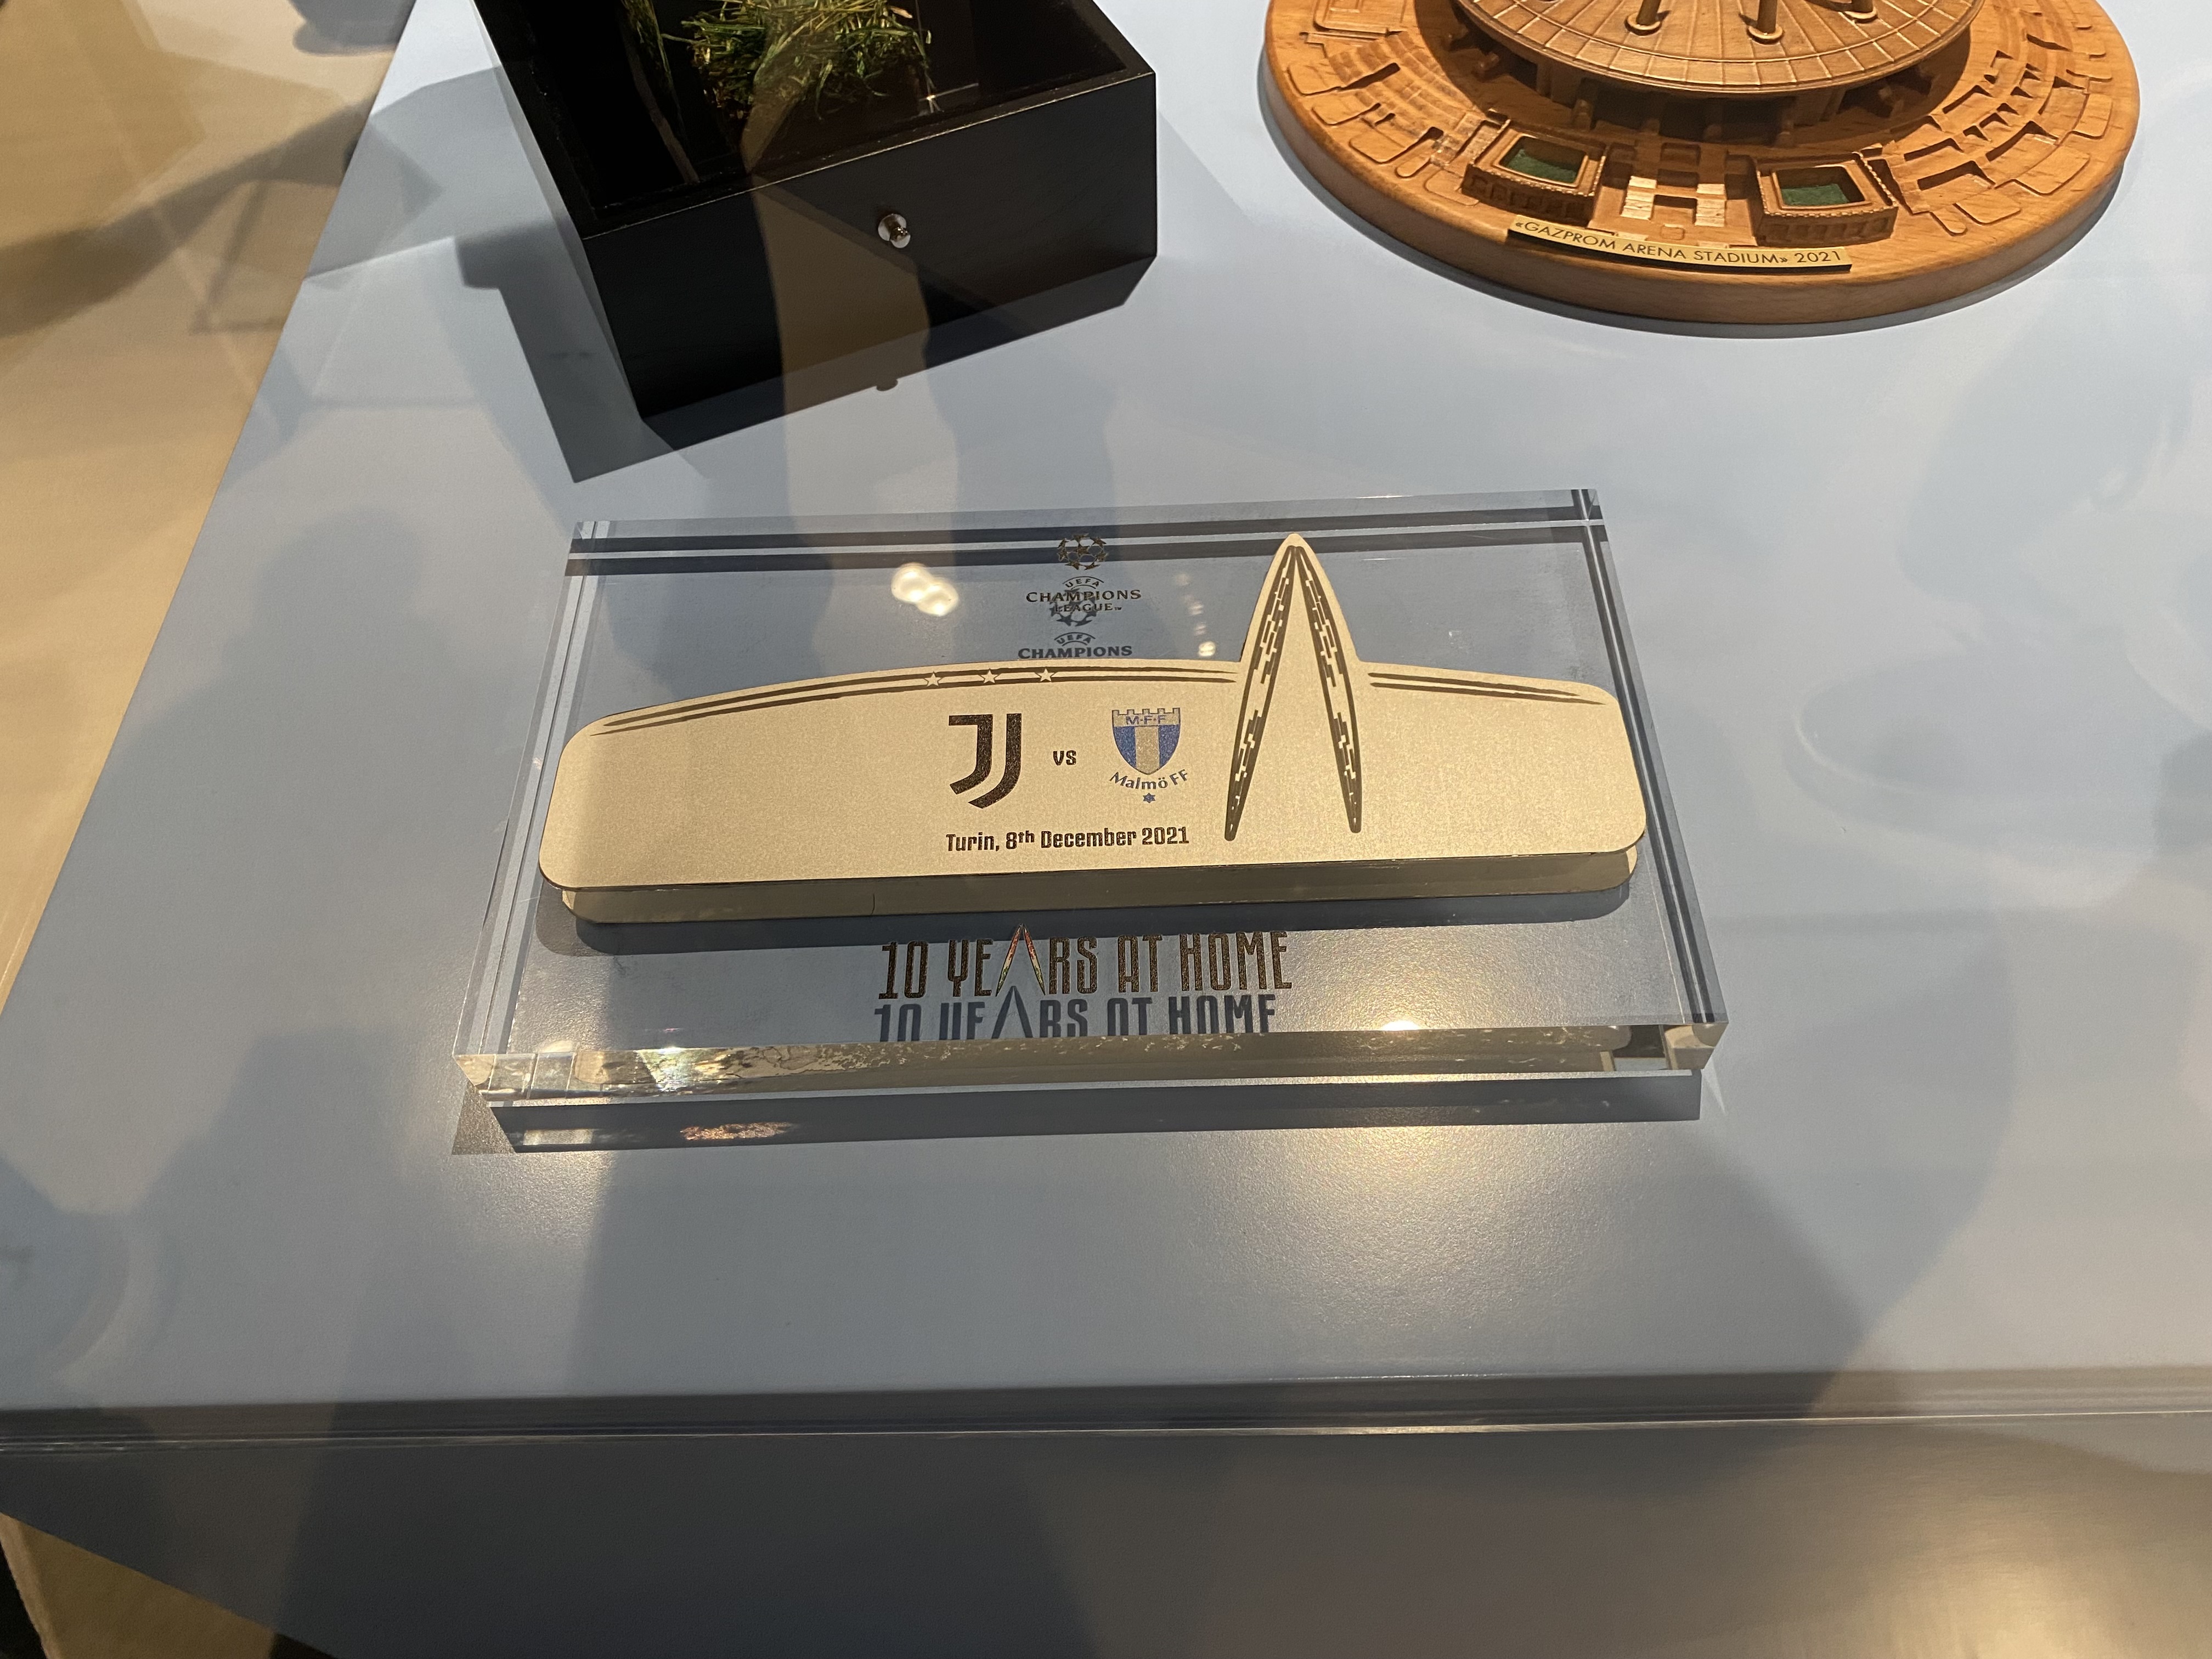 «GAZPROM ARENA STADIUM» 2021
UEFA
CHAMPIONS
LEAGUE™
UEFA
CHAMPIONS
J
vs
M·F·F
Malmö FF
Turin, 8th December 2021
10 YEARS AT HOME
10 YEARS AT HOME